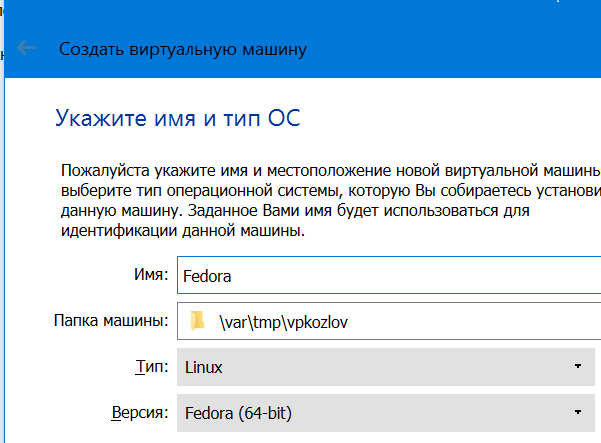 Создать виртуальную машину
Укажите имя и тип ОС
Пожалуйста укажите имя и местоположение новой виртуальной машины
выберите тип операционной системы, которую Вы собираетесь установи
данную машину. Заданное Вами имя будет использоваться для
идентификации данной машины.
Имя: Fedora
Папка машины: \var\tmp\vpkozlov
Тип: Linux
Версия: Fedora (64-bit)